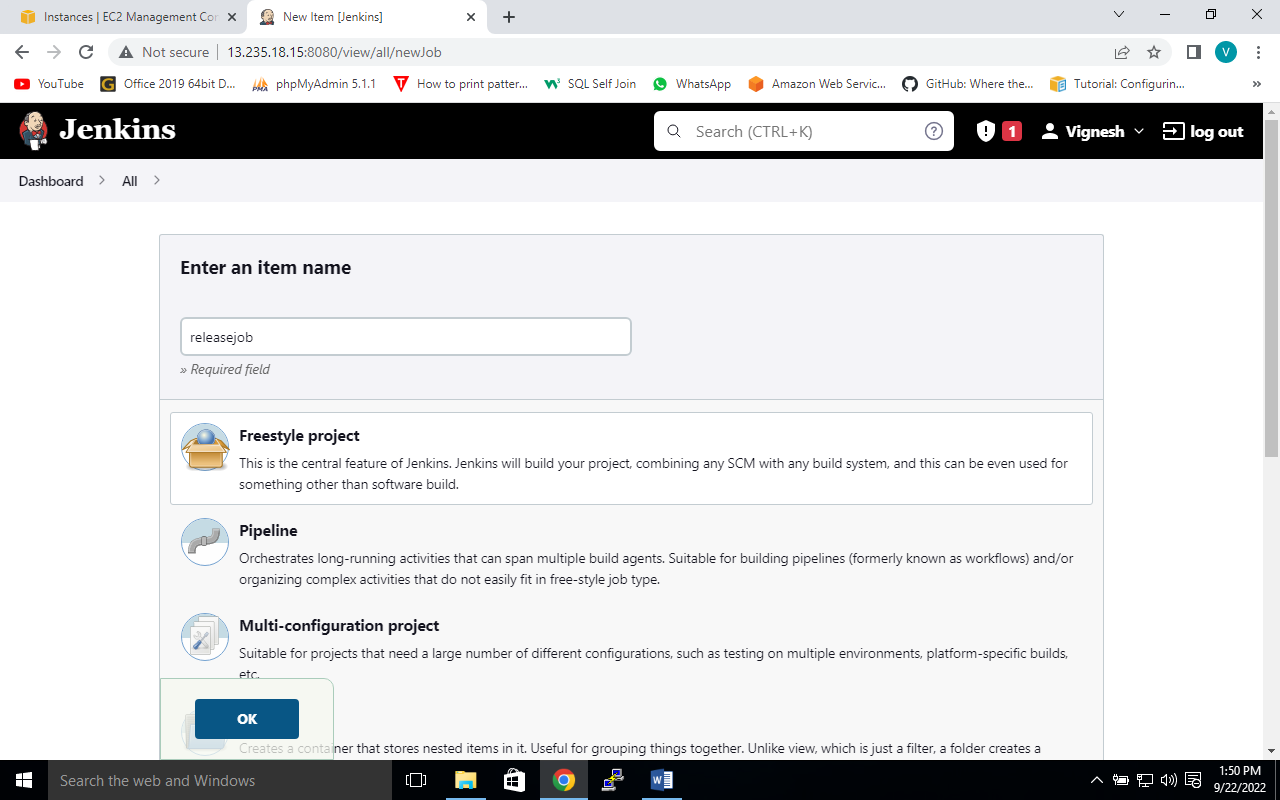 Instances | EC2 Management Con
New Item [Jenkins]
Not secure
13.235.18.15:8080/view/all/newJob
V
YouTube
Office 2019 64bit D...
phpMyAdmin 5.1.1
How to print patter...
SQL Self Join
WhatsApp
Amazon Web Servic...
GitHub: Where the...
Tutorial: Configurin...
»
Jenkins
Search (CTRL+K)
1
Vignesh
log out
Dashboard
All
Enter an item name
releasejob
» Required field
Freestyle project
This is the central feature of Jenkins. Jenkins will build your project, combining any SCM with any build system, and this can be even used for
something other than software build.
Pipeline
Orchestrates long-running activities that can span multiple build agents. Suitable for building pipelines (formerly known as workflows) and/or
organizing complex activities that do not easily fit in free-style job type.
Multi-configuration project
Suitable for projects that need a large number of different configurations, such as testing on multiple environments, platform-specific builds,
etc.
OK
Creates a container that stores nested items in it. Useful for grouping things together. Unlike view, which is just a filter, a folder creates a
Search the web and Windows
1:50 PM
9/22/2022